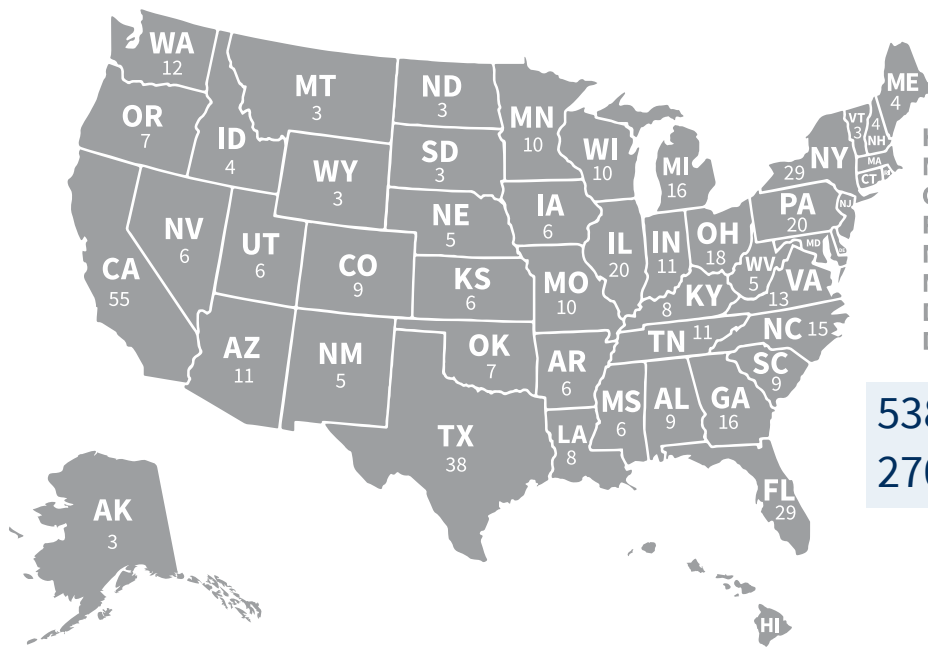 WA
12
OR
7
ID
4
MT
3
ND
3
MN
10
SD
3
WY
3
WI
10
MI
16
ME
4
VT
3
4
NH
NY
29
MA
CT
NJ
PA
20
MD
NE
5
IA
6
NV
6
UT
6
CO
9
CA
55
KS
6
MO
10
IL
20
IN
11
OH
18
WV
5
VA
13
KY
8
TN 11
NC 15
SC
9
AZ
11
NM
5
OK
7
AR
6
MS
6
AL
9
GA
16
LA
8
TX
38
FL
29
AK
3
HI
538
270